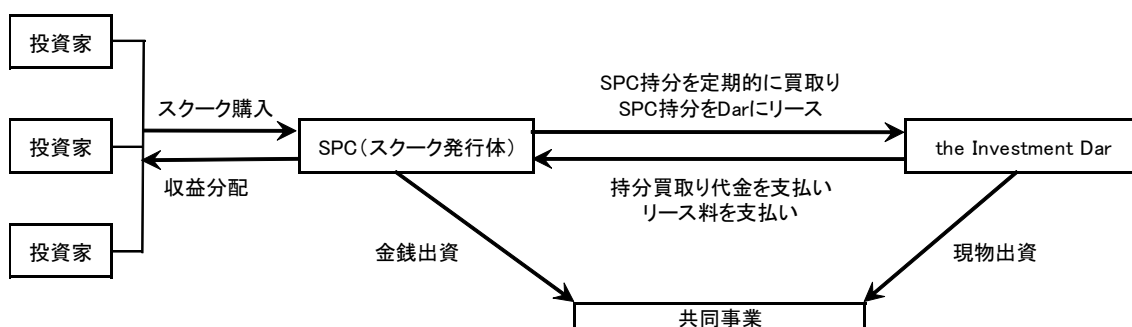 投資家
投資家
投資家
スクーク購入
収益分配
SPC(スクーク発行体)
SPC持分を定期的に買取り
SPC持分をDarにリース
持分買取り代金を支払い
リース料を支払い
the Investment Dar
金銭出資
現物出資
共同事業